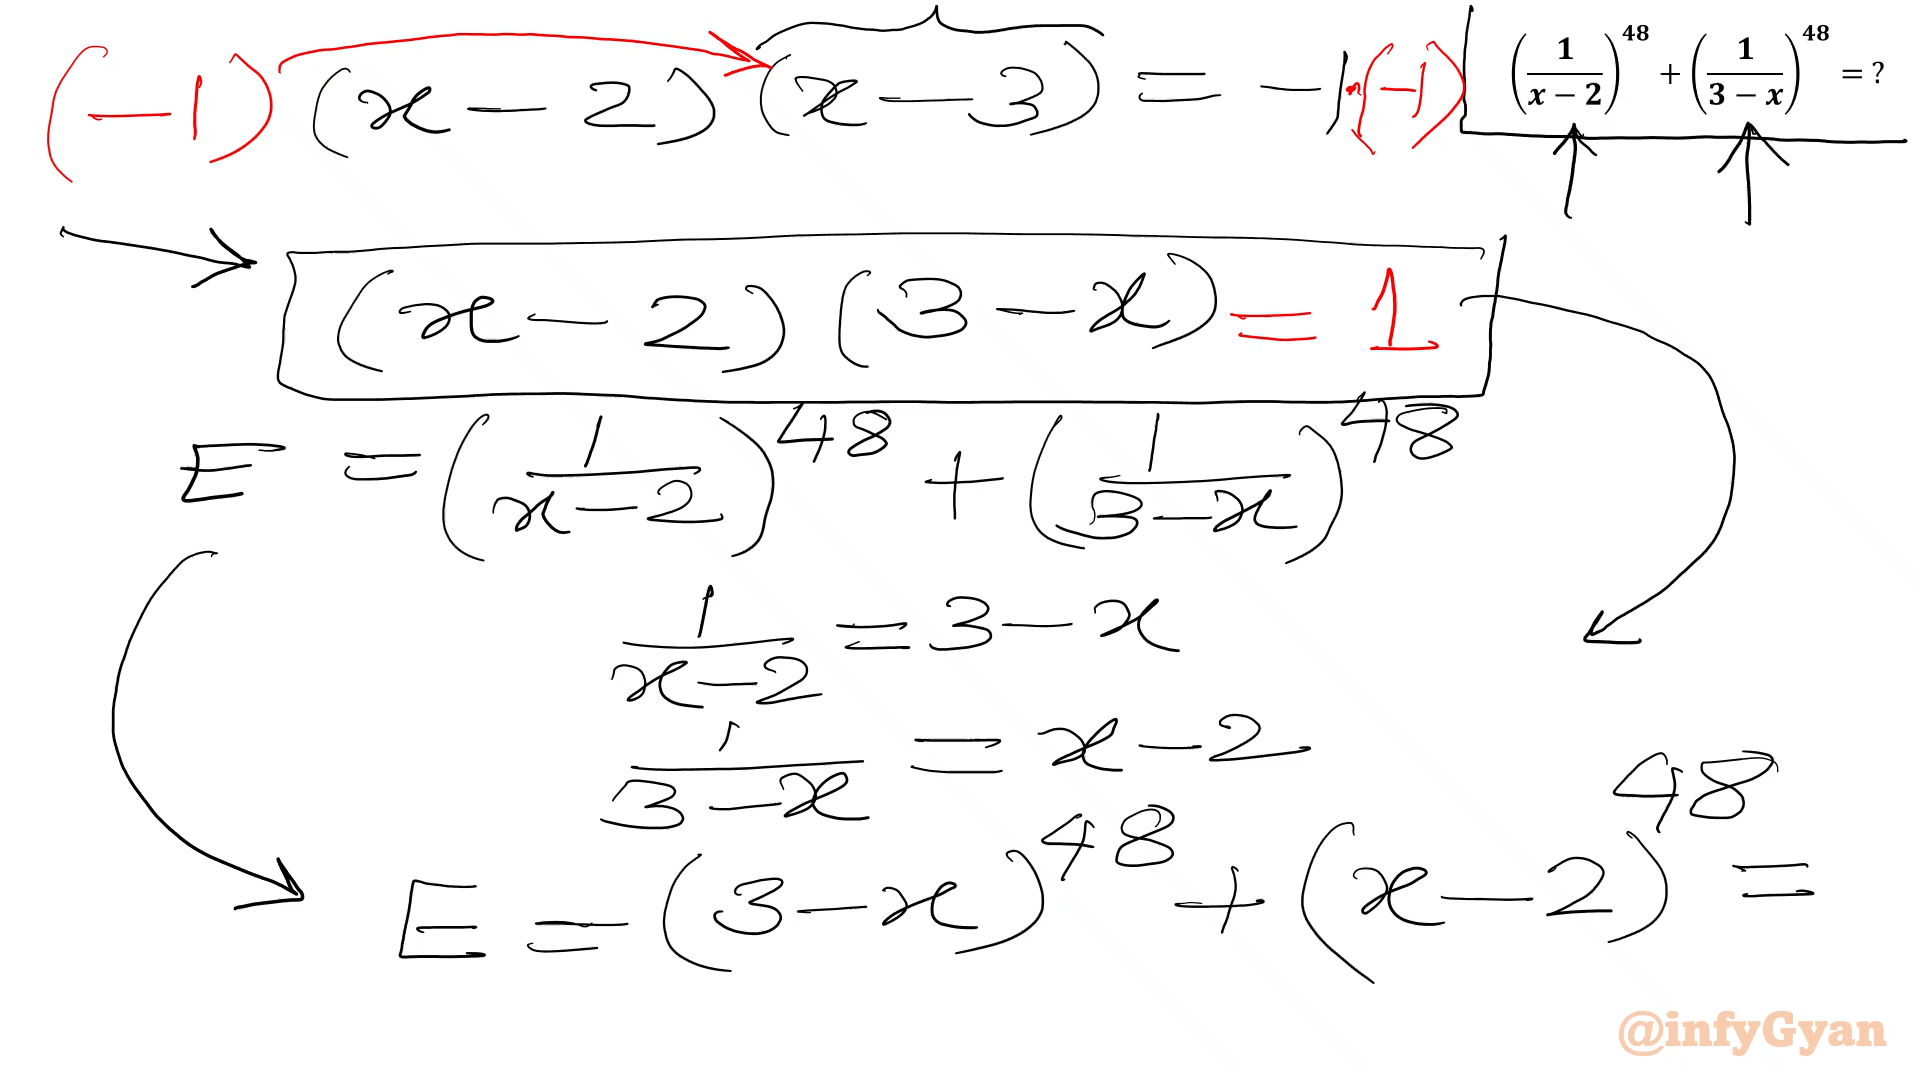 (-1) (x - 2) (x - 3) = -1 x (-1)
(1/(x - 2))^48 + (1/(3 - x))^48 = ?
(x - 2) (3 - x) = 1
E = (1/(x - 2))^48 + (1/(3 - x))^48
1/(x - 2) = 3 - x
1/(3 - x) = x - 2
E = (3 - x)^48 + (x - 2)^48 =
@infyGyan